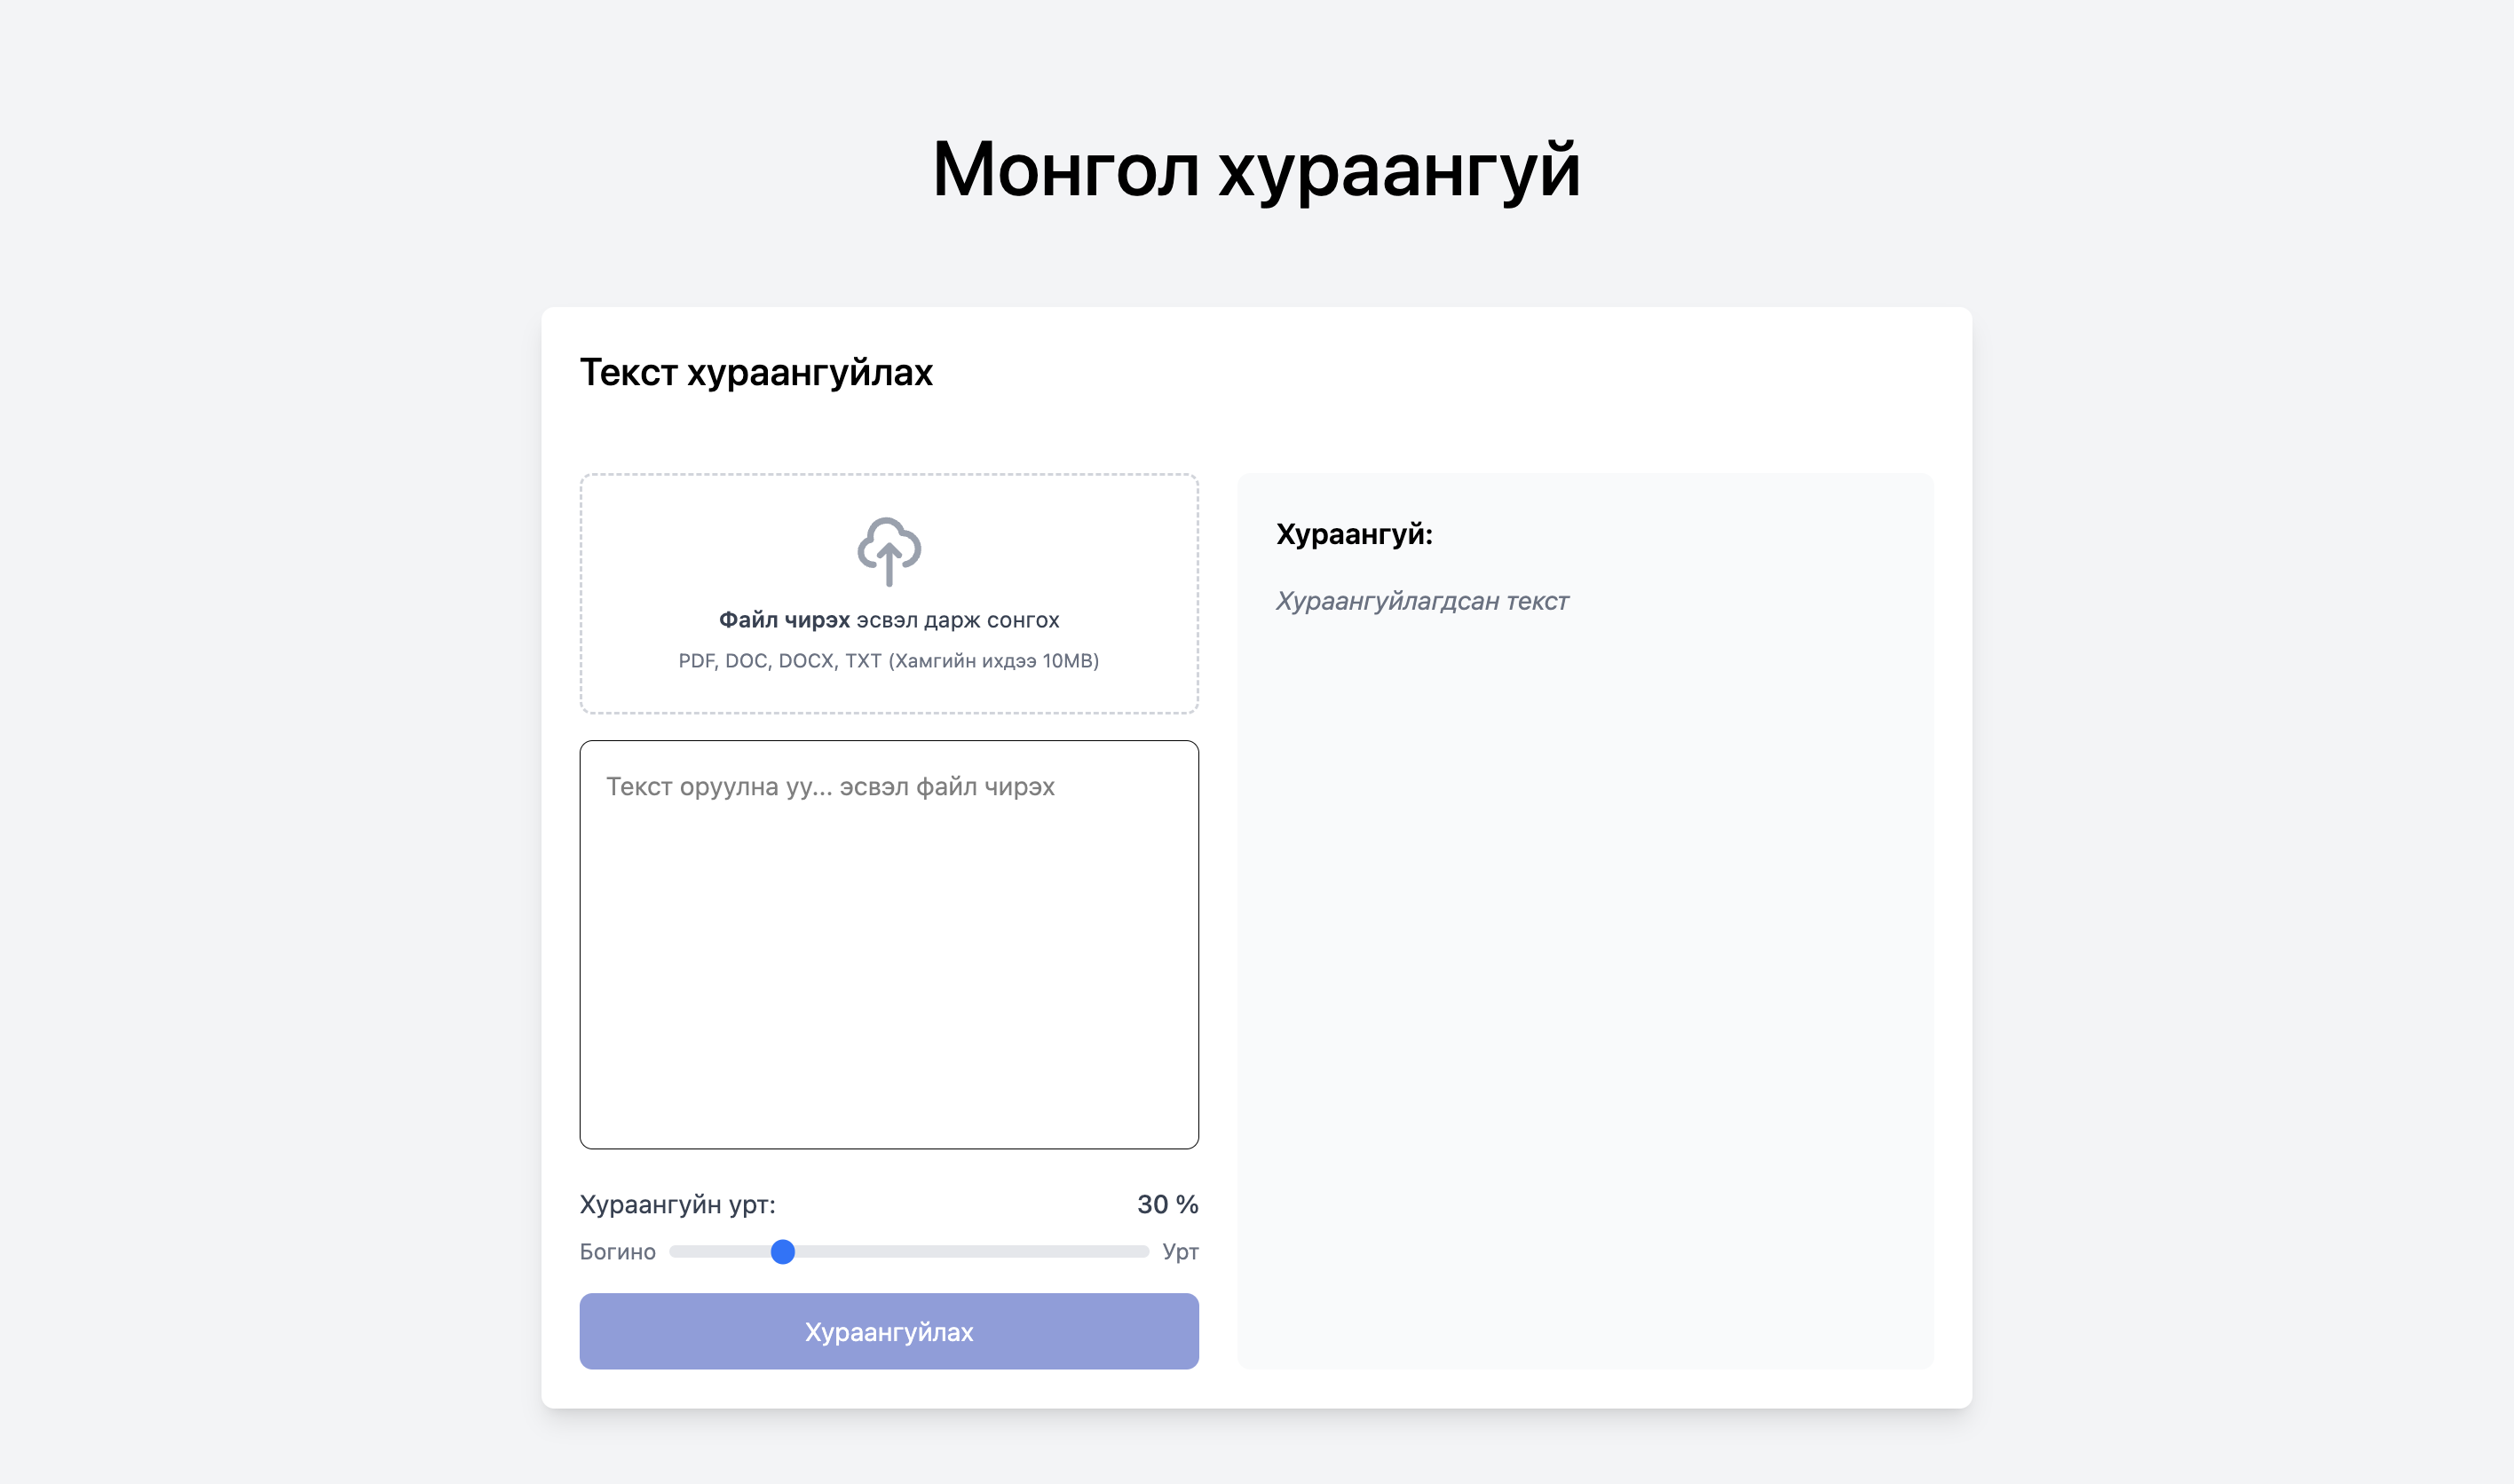 Монгол хураангуй
Текст хураангуйлах
Файл чирэх эсвэл дарж сонгох
PDF, DOC, DOCX, TXT (Хамгийн ихдээ 10MB)
Текст оруулна уу... эсвэл файл чирэх
Хураангуйн урт:
30 %
Богино
Урт
Хураангуйлах
Хураангуй:
Хураангуйлагдсан текст